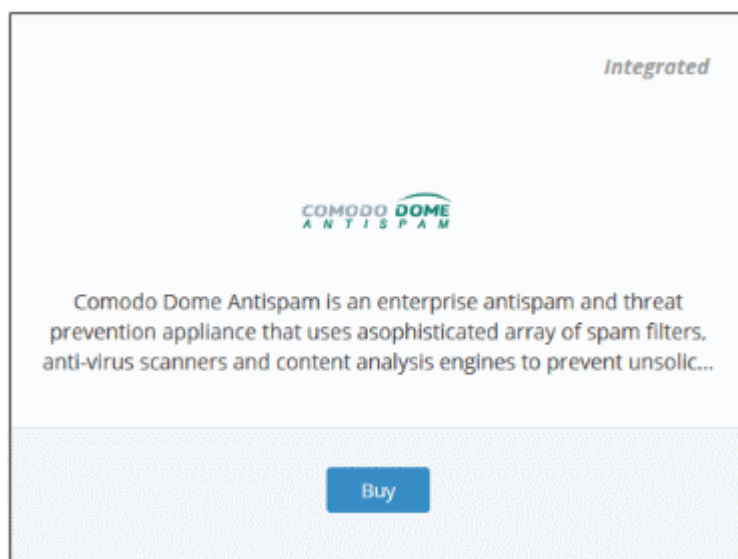 Integrated
COMODO DOME
ANTISPAM
Comodo Dome Antispam is an enterprise antispam and threat
prevention appliance that uses asophisticated array of spam filters,
anti-virus scanners and content analysis engines to prevent unsolic...
Buy